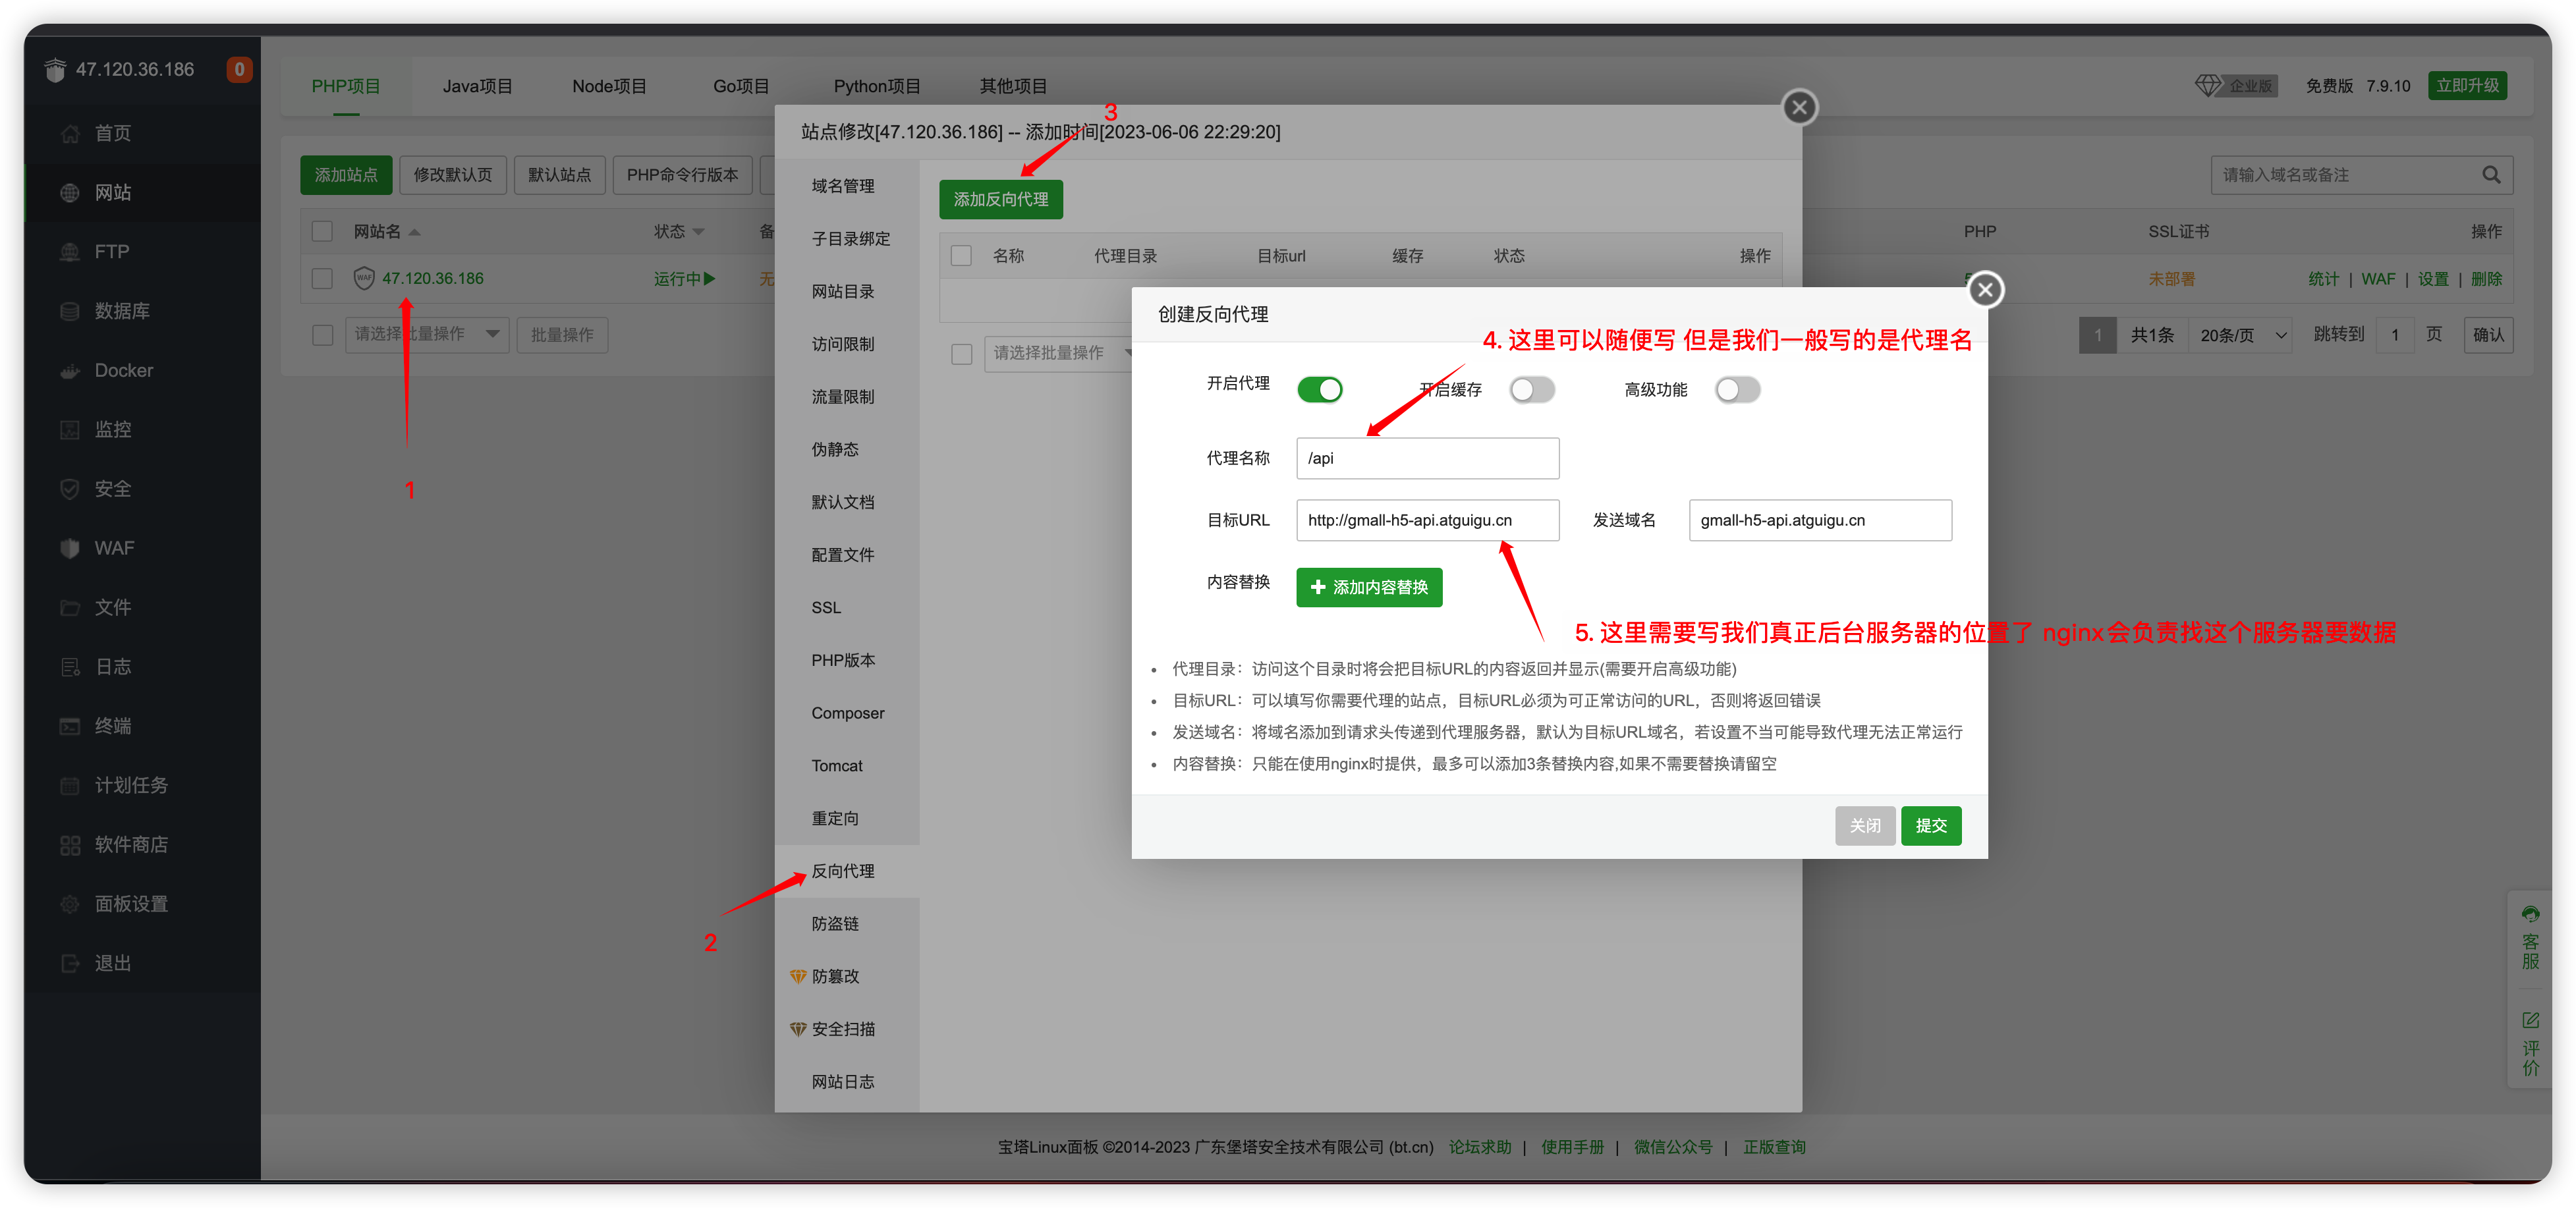 47.120.36.186
0
首页
网站
FTP
数据库
Docker
监控
安全
WAF
文件
日志
终端
计划任务
软件商店
面板设置
退出
PHP项目 Java项目 Node项目 Go项目 Python项目 其他项目
企业版 免费版 7.9.10 立即升级
添加站点 修改默认页 默认站点 PHP命令行版本
请输入域名或备注
网站名 状态 备
PHP SSL证书 操作
WAF 47.120.36.186 运行中 无
未部署 统计 | WAF | 设置 | 删除
请选择批量操作 批量操作
1 共1条 20条/页 跳转到 1 页 确认
1
2
3
站点修改[47.120.36.186] -- 添加时间[2023-06-06 22:29:20]
域名管理
子目录绑定
网站目录
访问限制
流量限制
伪静态
默认文档
配置文件
SSL
PHP版本
Composer
Tomcat
重定向
反向代理
防盗链
防篡改
安全扫描
网站日志
添加反向代理
名称 代理目录 目标url 缓存 状态 操作
请选择批量操作
创建反向代理
4. 这里可以随便写 但是我们一般写的是代理名
开启代理 开启缓存 高级功能
代理名称 /api
目标URL http://gmall-h5-api.atguigu.cn 发送域名 gmall-h5-api.atguigu.cn
内容替换 添加内容替换
5. 这里需要写我们真正后台服务器的位置了 nginx会负责找这个服务器要数据
代理目录：访问这个目录时将会把目标URL的内容返回并显示(需要开启高级功能)
目标URL：可以填写你需要代理的站点，目标URL必须为可正常访问的URL，否则将返回错误
发送域名：将域名添加到请求头传递到代理服务器，默认为目标URL域名，若设置不当可能导致代理无法正常运行
内容替换：只能在使用nginx时提供，最多可以添加3条替换内容,如果不需要替换请留空
关闭 提交
客服
评价
宝塔Linux面板 ©2014-2023 广东堡塔安全技术有限公司 (bt.cn) 论坛求助 | 使用手册 | 微信公众号 | 正版查询